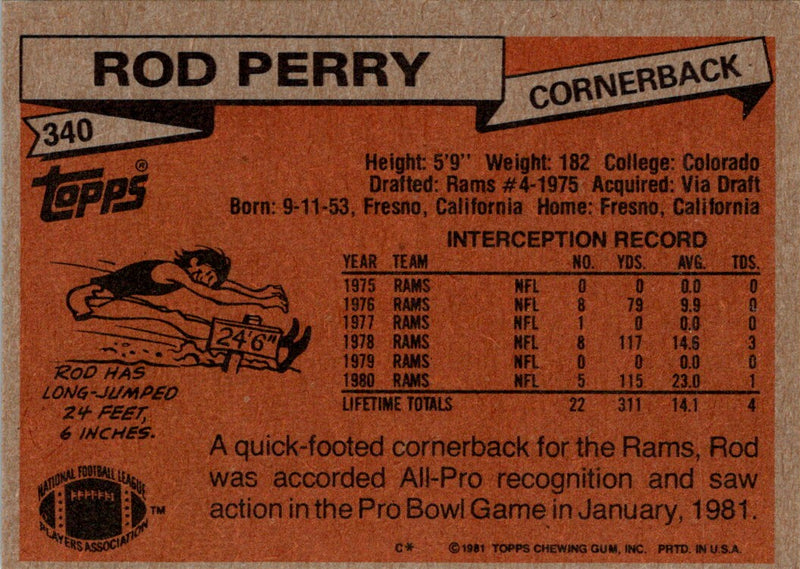 ROD PERRY
CORNERBACK
340
Topps®
Height: 5'9'' Weight: 182 College: Colorado
Drafted: Rams #4-1975 Acquired: Via Draft
Born: 9-11-53, Fresno, California Home: Fresno, California
INTERCEPTION RECORD
YEAR TEAM NO. YDS. AVG. TDS.
1975 RAMS NFL 0 0 0.0 0
1976 RAMS NFL 8 79 9.9 0
1977 RAMS NFL 1 0 0.0 0
1978 RAMS NFL 8 117 14.6 3
1979 RAMS NFL 0 0 0.0 0
1980 RAMS NFL 5 115 23.0 1
LIFETIME TOTALS 22 311 14.1 4
24'6"
ROD HAS
LONG-JUMPED
24 FEET,
6 INCHES.
A quick-footed cornerback for the Rams, Rod
was accorded All-Pro recognition and saw
action in the Pro Bowl Game in January, 1981.
NATIONAL FOOTBALL LEAGUE
PLAYERS ASSOCIATION
TM
C* ©1981 TOPPS CHEWING GUM, INC. PRTD. IN U.S.A.